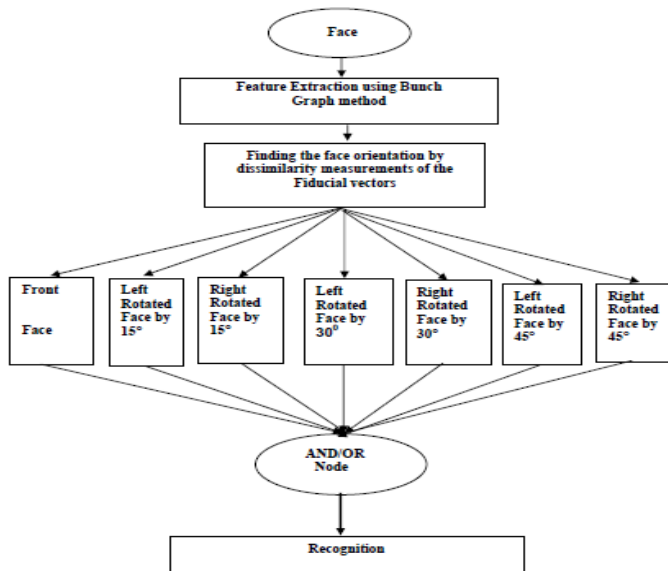 Face
Feature Extraction using Bunch
Graph method
Finding the face orientation by
dissimilarity measurements of the
Fiducial vectors
Front
Face
Left
Rotated
Face by
15°
Right
Rotated
Face by
15°
Left
Rotated
Face by
30⁰
Right
Rotated
Face by
30°
Left
Rotated
Face by
45°
Right
Rotated
Face by
45°
AND/OR
Node
Recognition